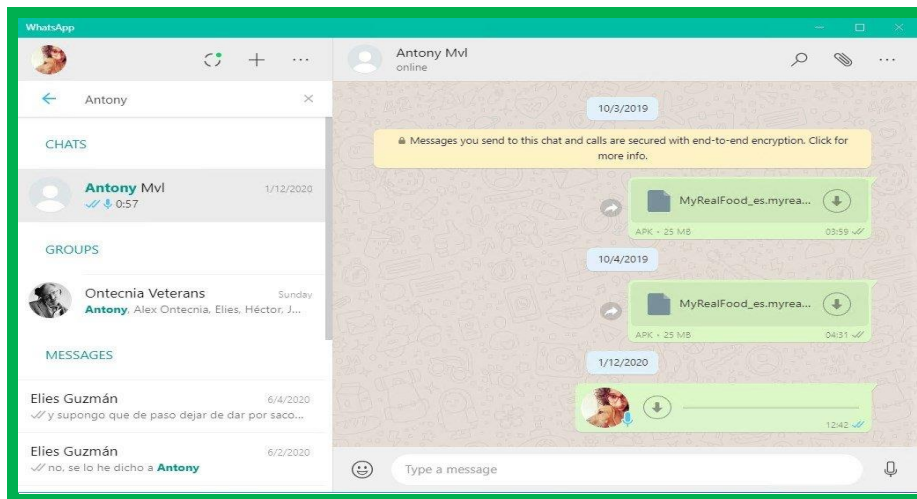 WhatsApp
Antony
CHATS
Antony Mvl 1/12/2020
0:57
GROUPS
Ontecnia Veterans Sunday
Antony, Alex Ontecnia, Elies, Héctor, J...
MESSAGES
Elies Guzmán 6/4/2020
y supongo que de paso dejar de dar por saco...
Elies Guzmán 6/2/2020
no, se lo he dicho a Antony
Antony Mvl
online
10/3/2019
Messages you send to this chat and calls are secured with end-to-end encryption. Click for
more info.
MyRealFood_es.myrea...
APK • 25 MB 03:59
10/4/2019
MyRealFood_es.myrea...
APK • 25 MB 04:31
1/12/2020
12:42
Type a message